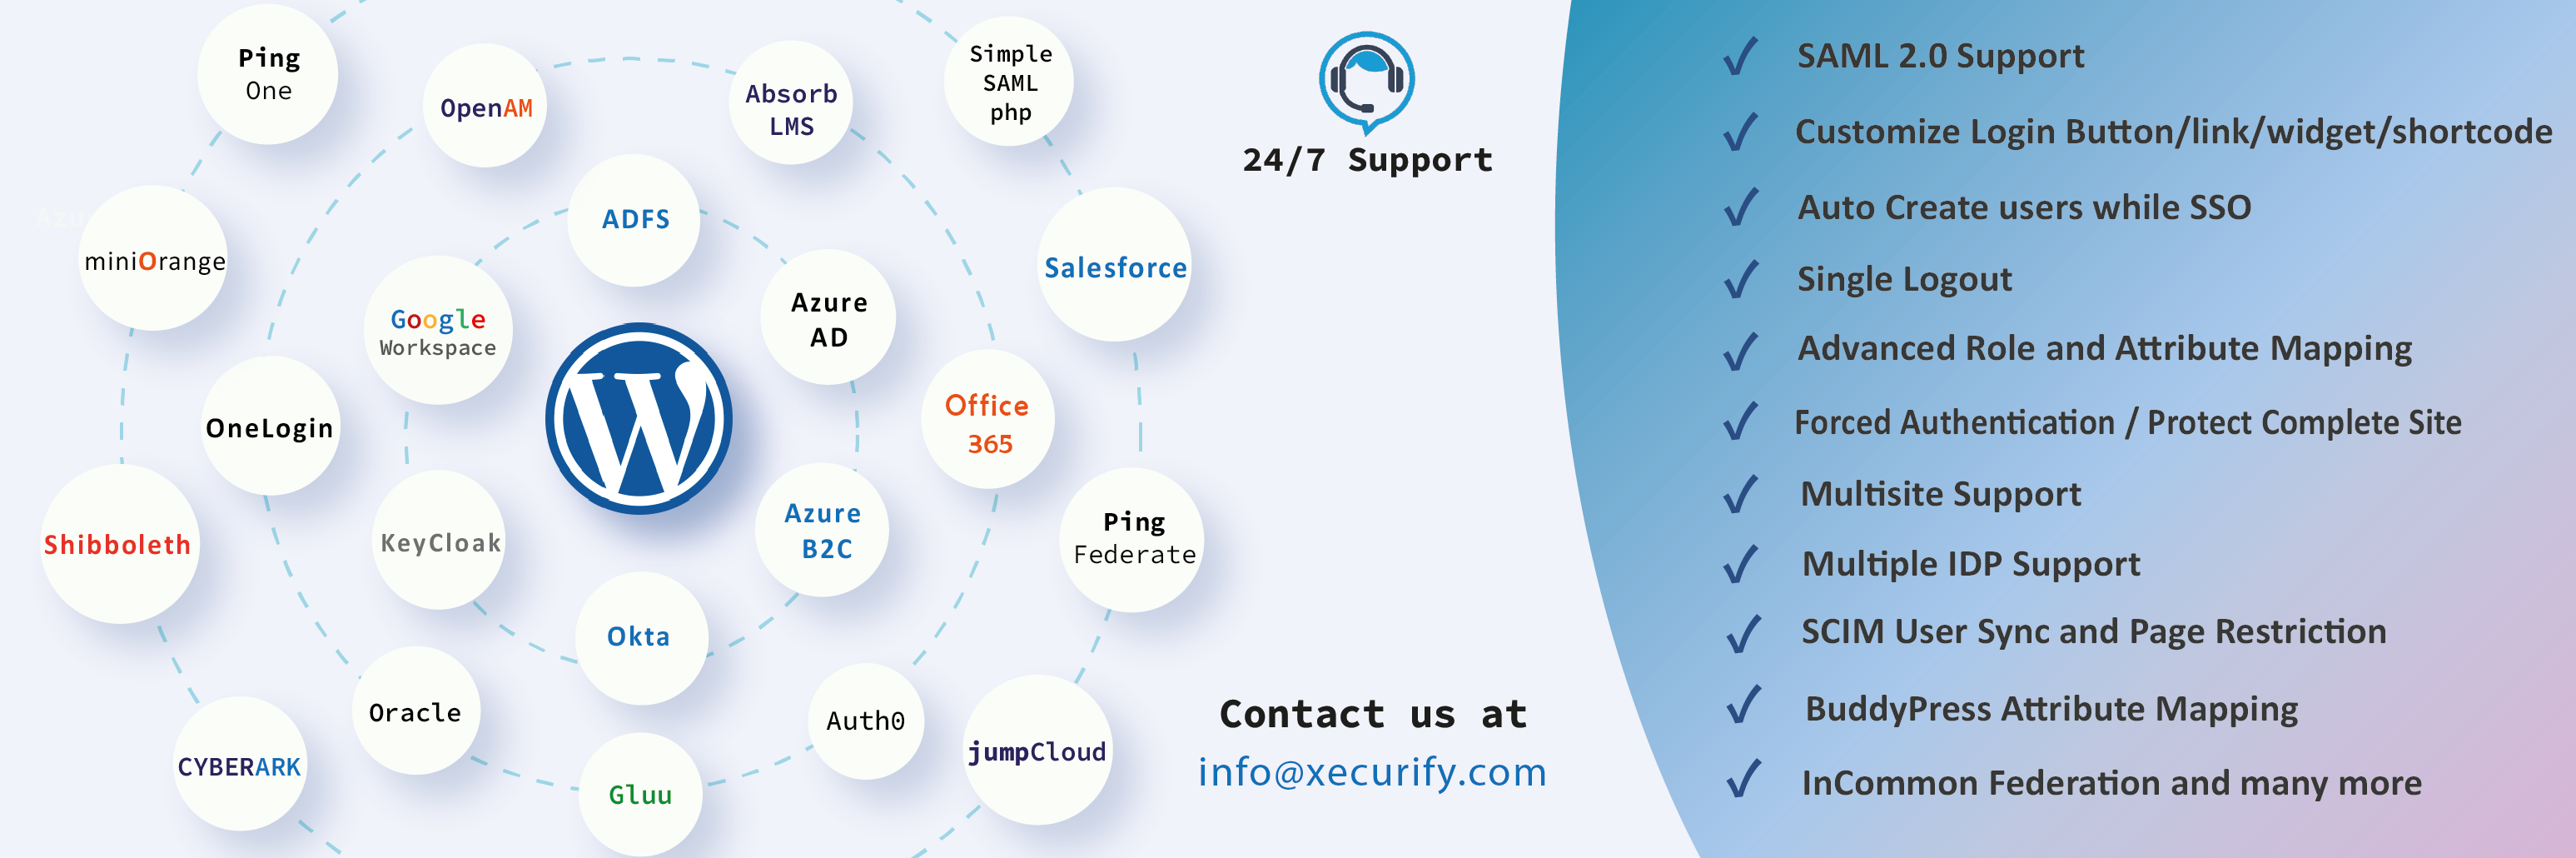 Ping
One
OpenAM
Absorb
LMS
Simple
SAML
php
miniOrange
ADFS
Salesforce
Google
Workspace
Azure
AD
OneLogin
Office
365
Shibboleth
KeyCloak
Azure
B2C
Ping
Federate
Okta
Oracle
Auth0
jumpCloud
CYBERARK
Gluu
24/7 Support
Contact us at
info@xecurify.com
SAML 2.0 Support
Customize Login Button/link/widget/shortcode
Auto Create users while SSO
Single Logout
Advanced Role and Attribute Mapping
Forced Authentication / Protect Complete Site
Multisite Support
Multiple IDP Support
SCIM User Sync and Page Restriction
BuddyPress Attribute Mapping
InCommon Federation and many more